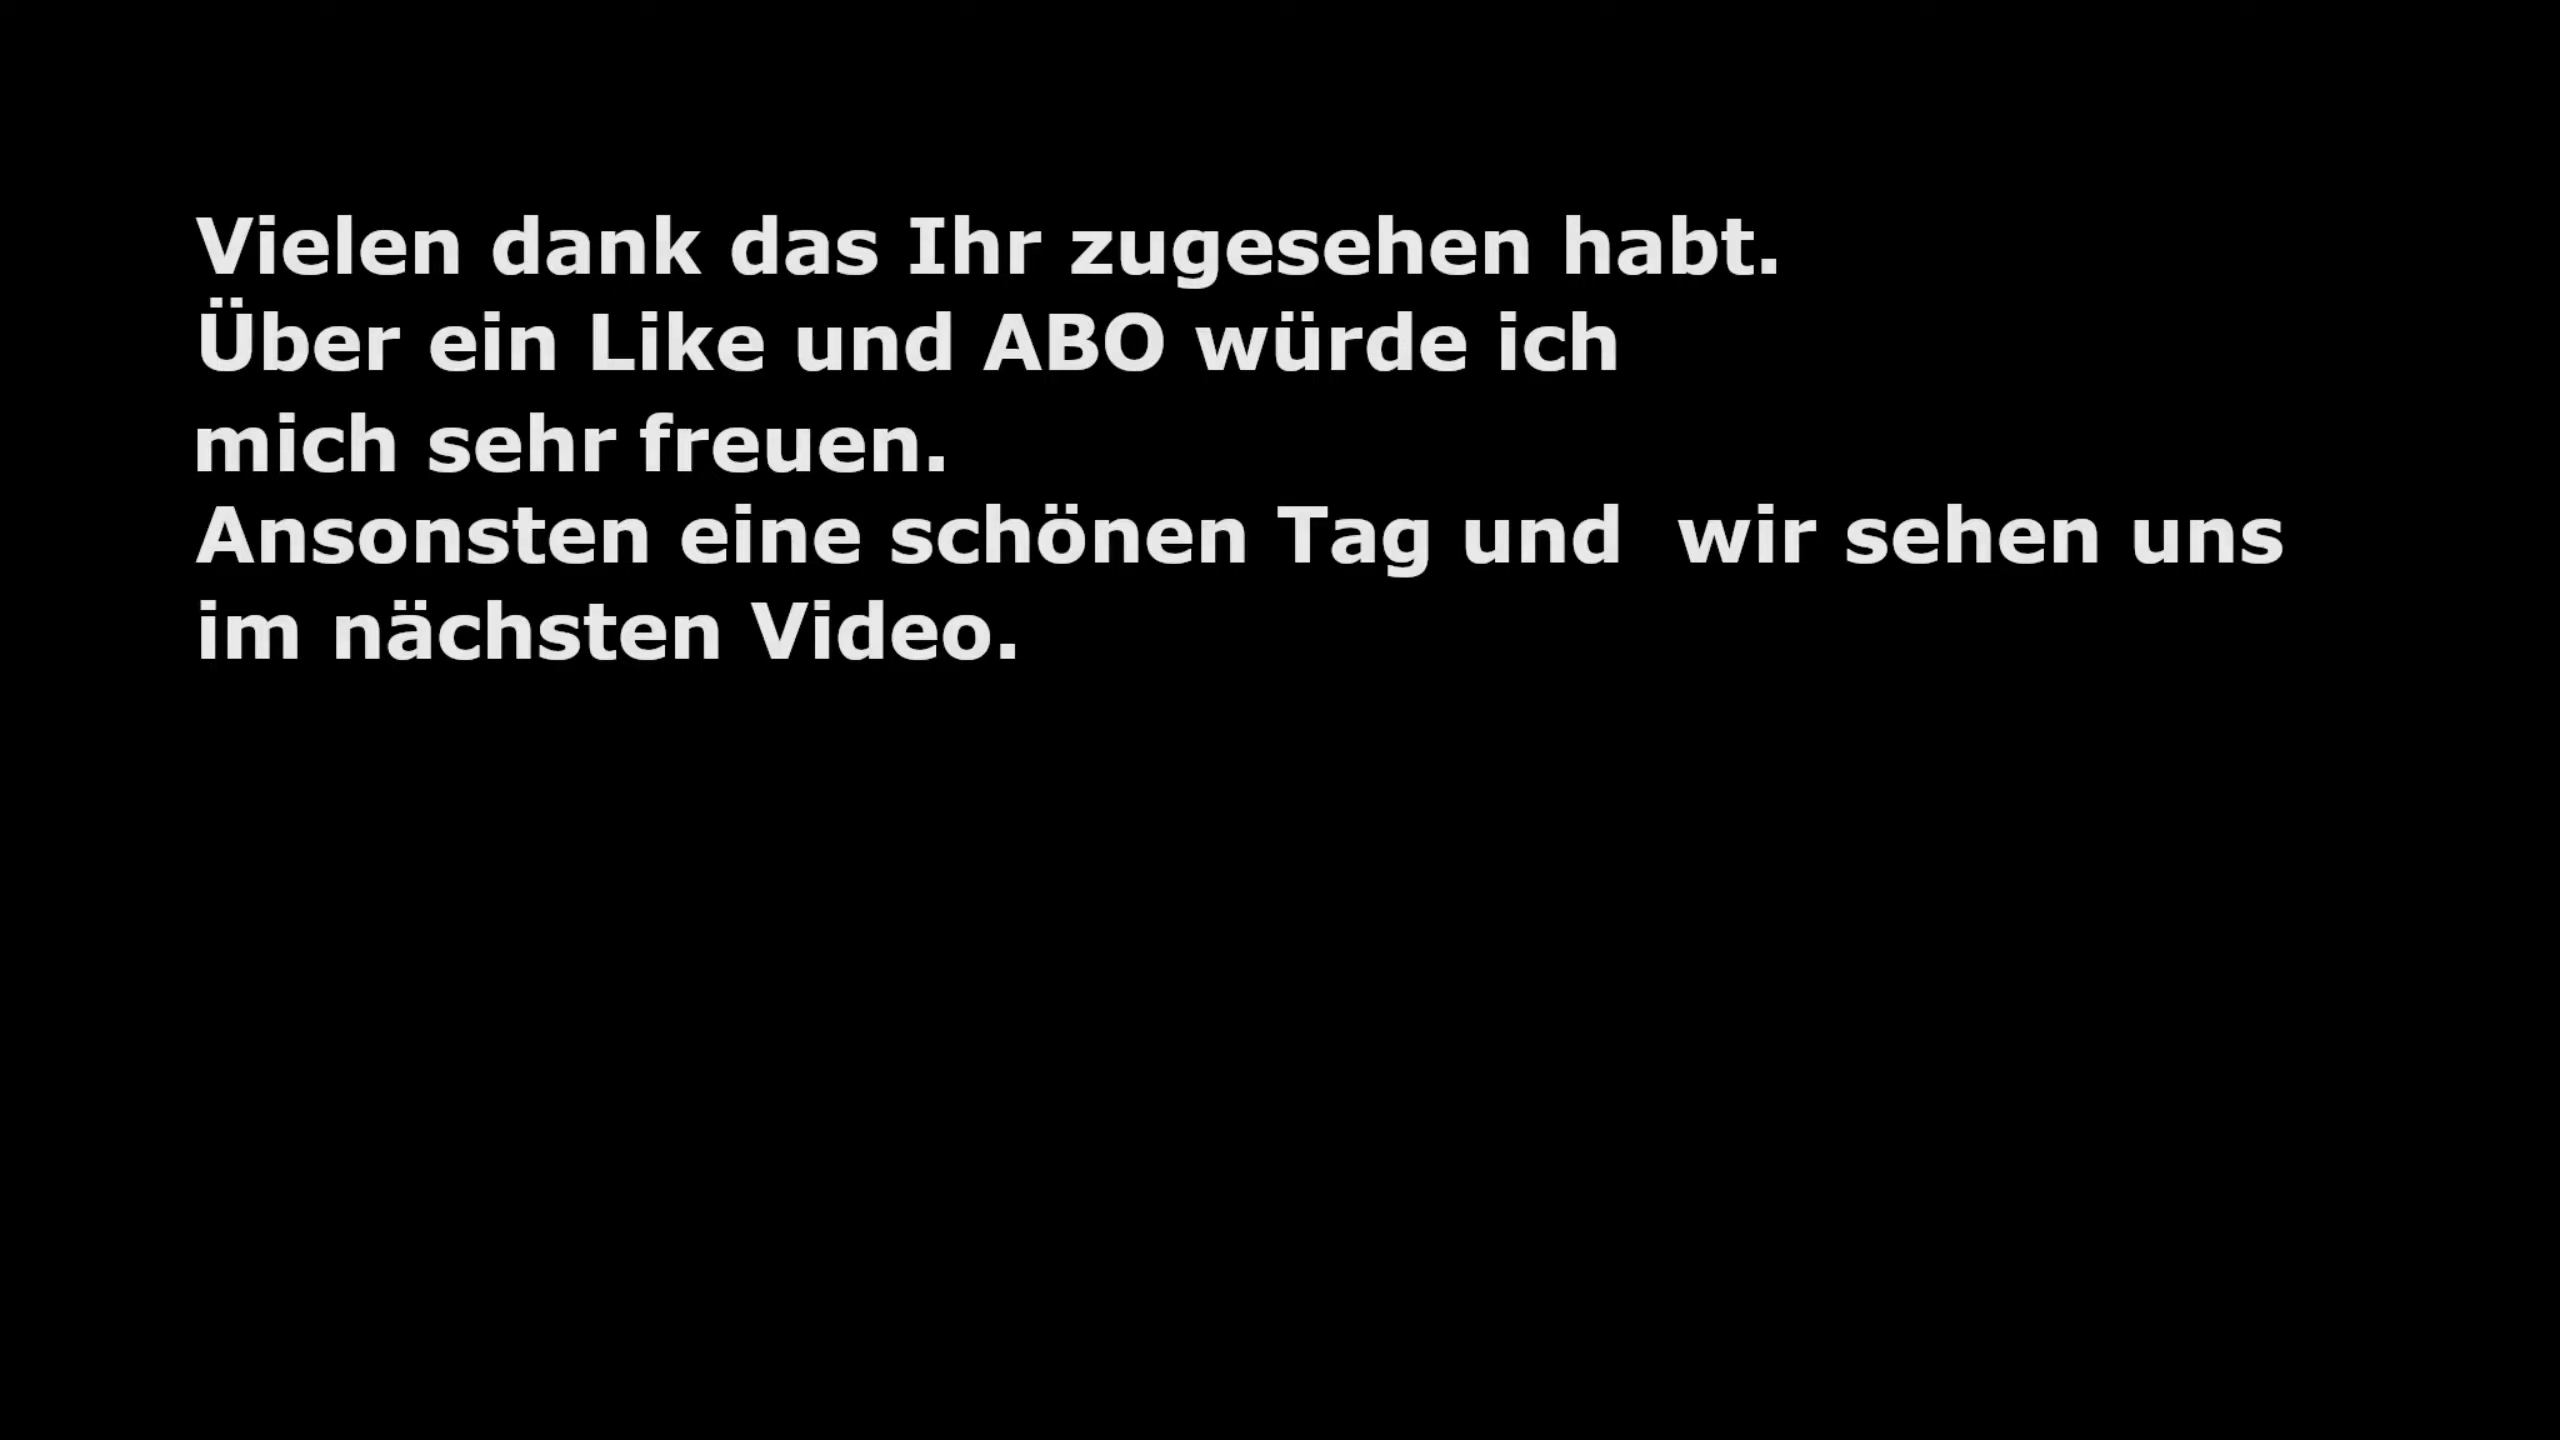 Vielen dank das Ihr zugesehen habt.
Über ein Like und ABO würde ich
mich sehr freuen.
Ansonsten eine schönen Tag und  wir sehen uns
im nächsten Video.